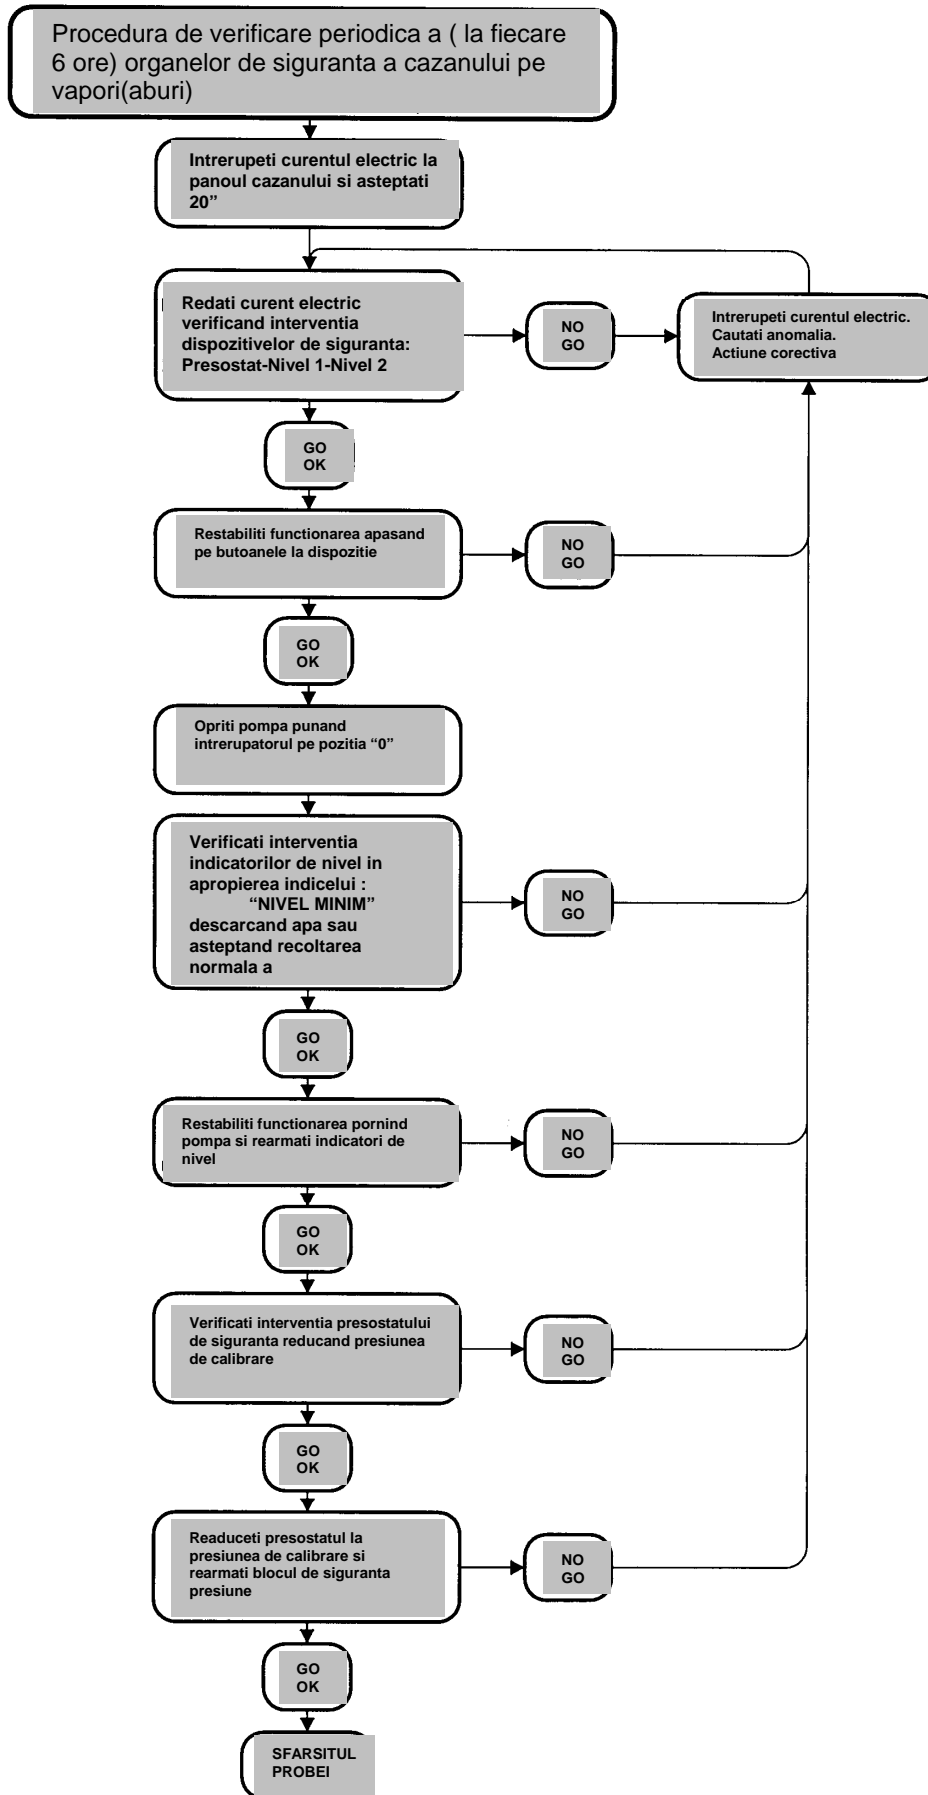 Procedura de verificare periodica a ( la fiecare
6 ore) organelor de siguranta a cazanului pe
vapori(aburi)
Intrerupeti curentul electric la
panoul cazanului si asteptati
20”
Redati curent electric
verificand interventia
dispozitivelor de siguranta:
Presostat-Nivel 1-Nivel 2
NO
GO
Intrerupeti curentul electric.
Cautati anomalia.
Actiune corectiva
GO
OK
Restabiliti functionarea apasand
pe butoanele la dispozitie
NO
GO
GO
OK
Opriti pompa punand
intrerupatorul pe pozitia “0”
Verificati interventia
indicatorilor de nivel in
apropierea indicelui :
“NIVEL MINIM”
descarcand apa sau
asteptand recoltarea
normala a
NO
GO
GO
OK
Restabiliti functionarea pornind
pompa si rearmati indicatori de
nivel
NO
GO
GO
OK
Verificati interventia presostatului
de siguranta reducand presiunea
de calibrare
NO
GO
GO
OK
Readuceti presostatul la
presiunea de calibrare si
rearmati blocul de siguranta
presiune
NO
GO
GO
OK
SFARSITUL
PROBEI